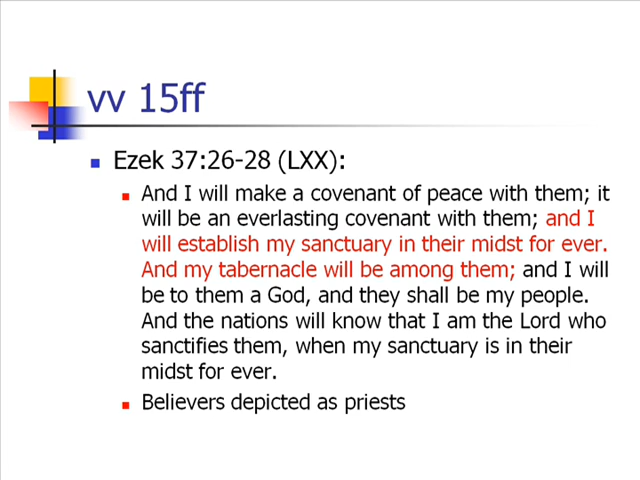 vv 15ff
Ezek 37:26-28 (LXX):
And I will make a covenant of peace with them; it
will be an everlasting covenant with them; and I
will establish my sanctuary in their midst for ever.
And my tabernacle will be among them; and I will
be to them a God, and they shall be my people.
And the nations will know that I am the Lord who
sanctifies them, when my sanctuary is in their
midst for ever.
Believers depicted as priests